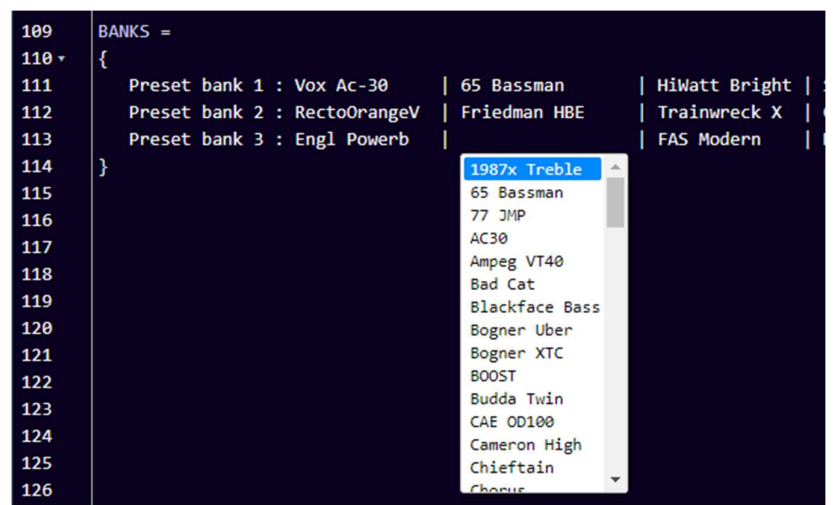 109 BANKS =
110 {
111 Preset bank 1 : Vox Ac-30 | 65 Bassman | HiWatt Bright |
112 Preset bank 2 : RectoOrangeV | Friedman HBE | Trainwreck X |
113 Preset bank 3 : Engl Powerb | | FAS Modern |
114 }
1987x Treble
115
65 Bassman
116
77 JMP
AC30
117
Ampeg VT40
118
Bad Cat
119
Blackface Bass
120
Bogner Uber
121
Bogner XTC
122
BOOST
Budda Twin
123
CAE OD100
124
Cameron High
125
Chieftain
126
Chorus